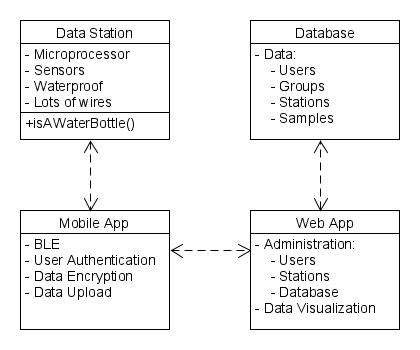 Data Station
- Microprocessor
- Sensors
- Waterproof
- Lots of wires
+isAWaterBottle()
Database
- Data:
- Users
- Groups
- Stations
- Samples
Mobile App
- BLE
- User Authentication
- Data Encryption
- Data Upload
Web App
- Administration:
- Users
- Stations
- Database
- Data Visualization